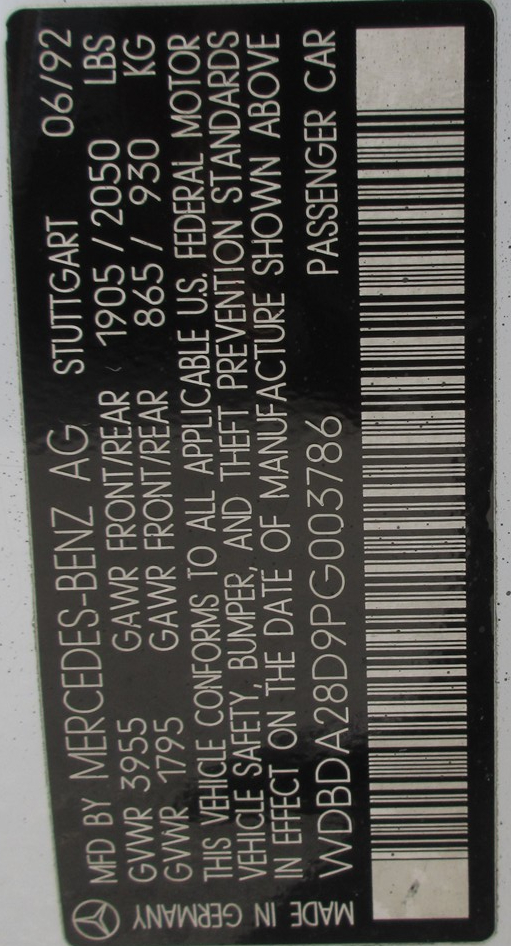 MFD BY MERCEDES-BENZ AG STUTTGART 06/92
GVWR 3955 GAWR FRONT/REAR 1905 / 2050 LBS
GVWR 1795 GAWR FRONT/REAR 865 / 930 KG
THIS VEHICLE CONFORMS TO ALL APPLICABLE U.S. FEDERAL MOTOR
VEHICLE SAFETY, BUMPER, AND THEFT PREVENTION STANDARDS
IN EFFECT ON THE DATE OF MANUFACTURE SHOWN ABOVE
WDBDA28D9PG003786 PASSENGER CAR
MADE IN GERMANY